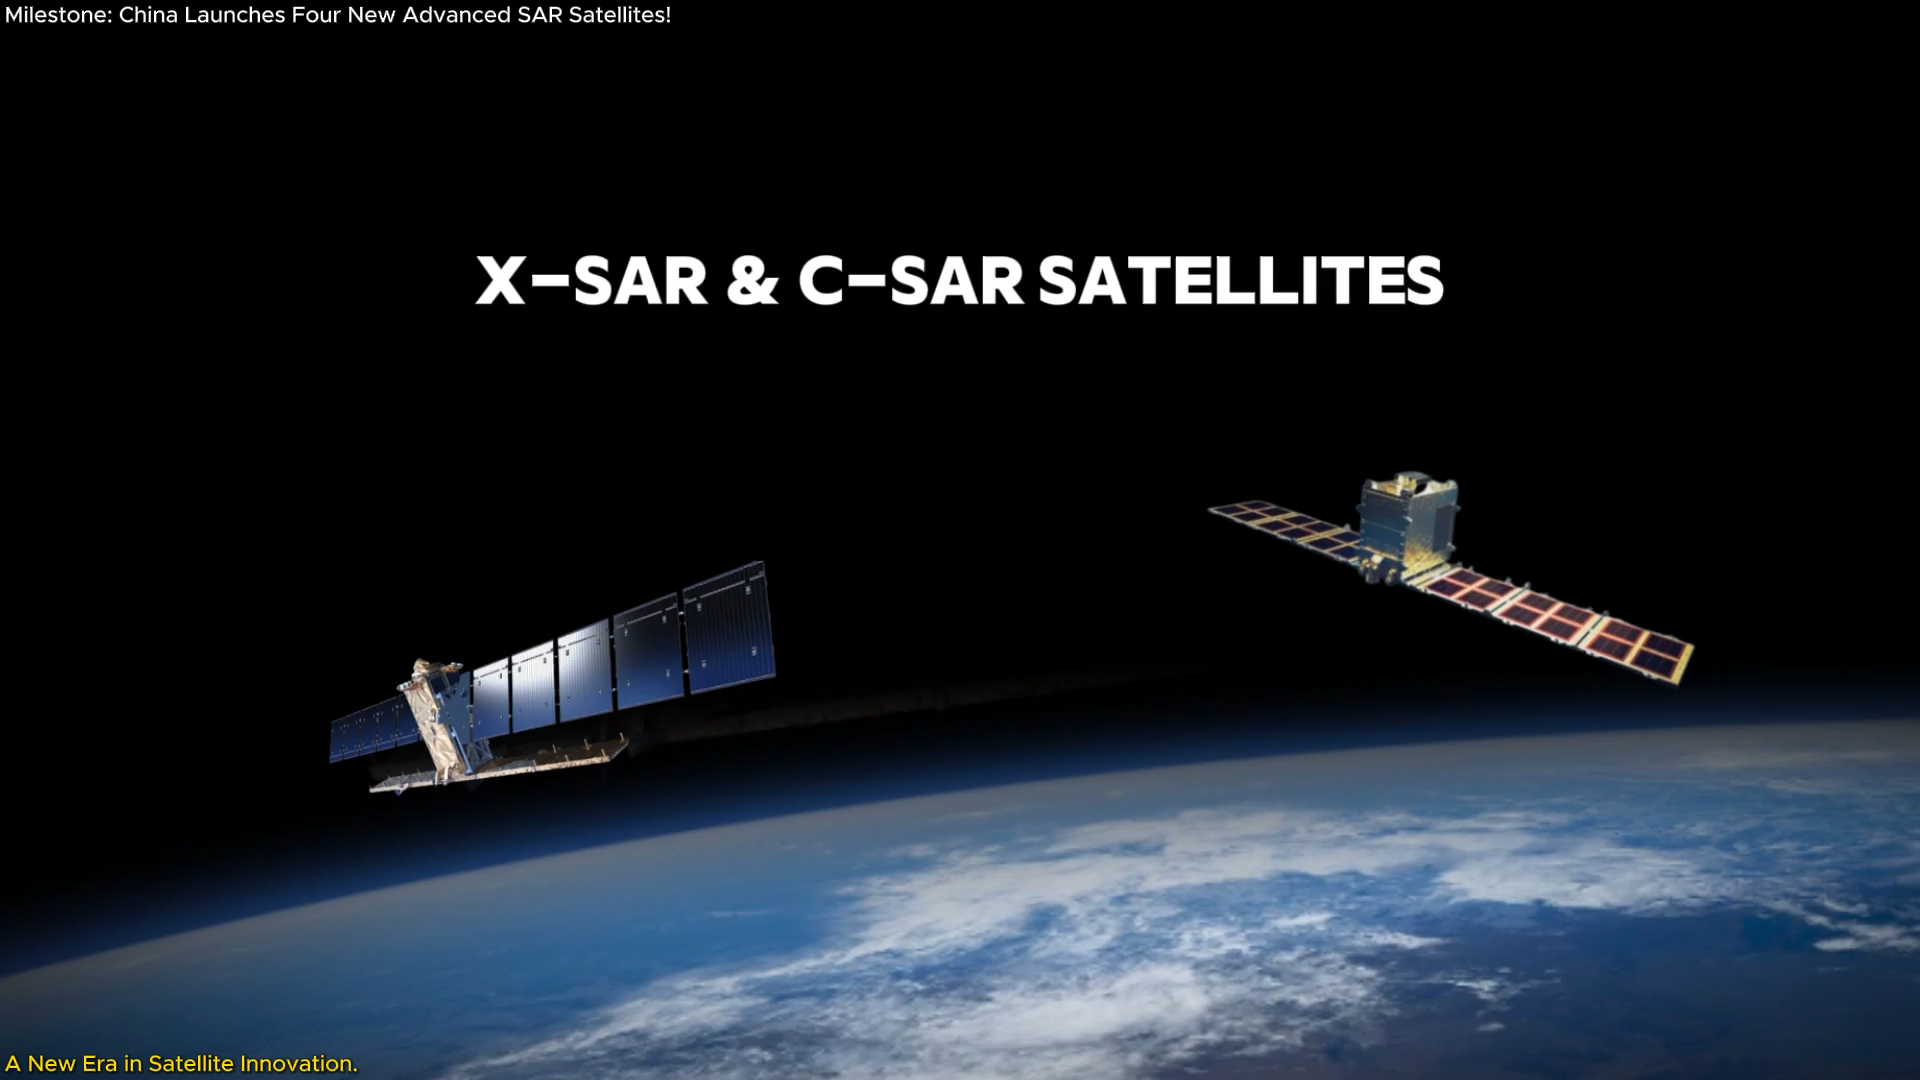 Milestone: China Launches Four New Advanced SAR Satellites!
X–SAR & C–SAR SATELLITES
A New Era in Satellite Innovation.